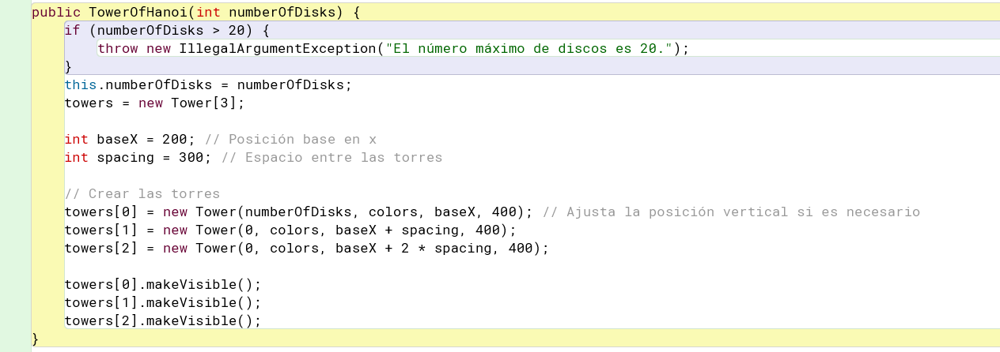 public TowerOfHanoi(int numberOfDisks) {
if (numberOfDisks > 20) {
throw new IllegalArgumentException("El número máximo de discos es 20.");
}
this.numberOfDisks = numberOfDisks;
towers = new Tower[3];
int baseX = 200; // Posición base en x
int spacing = 300; // Espacio entre las torres
// Crear las torres
towers[0] = new Tower(numberOfDisks, colors, baseX, 400); // Ajusta la posición vertical si es necesario
towers[1] = new Tower(0, colors, baseX + spacing, 400);
towers[2] = new Tower(0, colors, baseX + 2 * spacing, 400);
towers[0].makeVisible();
towers[1].makeVisible();
towers[2].makeVisible();
}